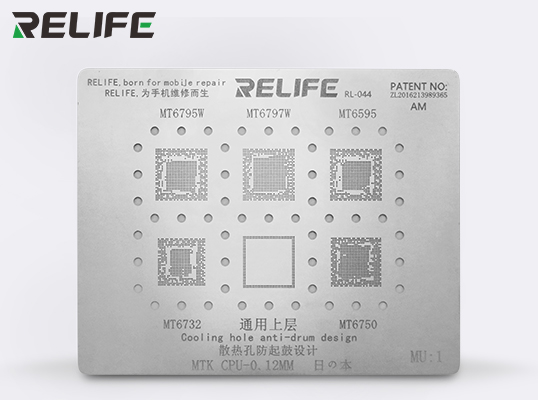 RELIFE
RELIFE,born for mobile repair
RELIFE,为手机维修而生
RELIFE RL-044
PATENT NO:
ZL2016213989365
AM
MT6795W MT6797W MT6595
MT6732 通用上层 MT6750
Cooling hole anti-drum design
散热孔防起鼓设计
MTK CPU-0.12MM 日の本 MU:1